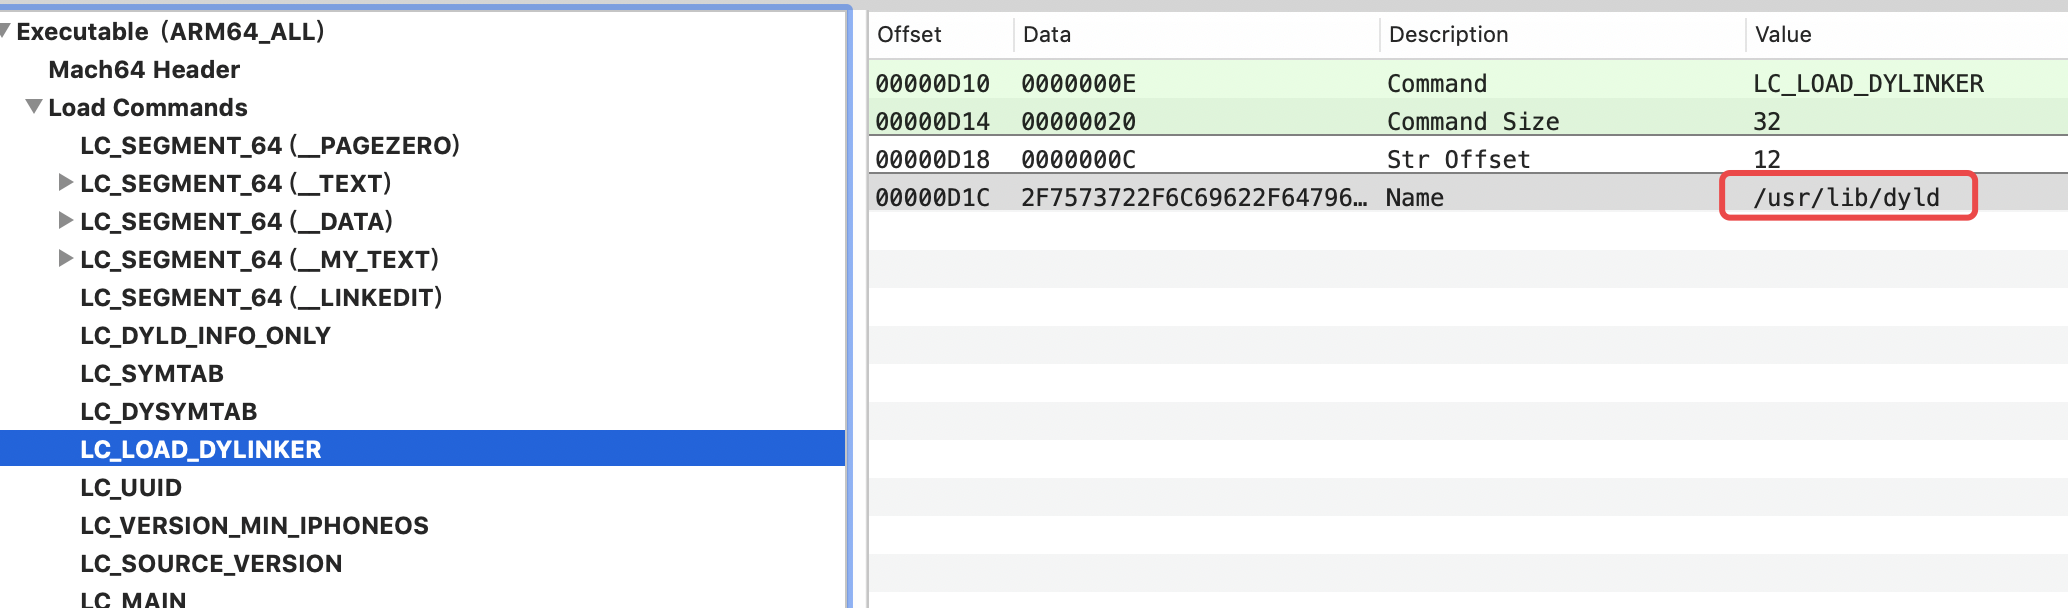 Executable (ARM64_ALL)
Mach64 Header
Load Commands
LC_SEGMENT_64 (__PAGEZERO)
LC_SEGMENT_64 (__TEXT)
LC_SEGMENT_64 (__DATA)
LC_SEGMENT_64 (__MY_TEXT)
LC_SEGMENT_64 (__LINKEDIT)
LC_DYLD_INFO_ONLY
LC_SYMTAB
LC_DYSYMTAB
LC_LOAD_DYLINKER
LC_UUID
LC_VERSION_MIN_IPHONEOS
LC_SOURCE_VERSION
LC_MAIN
Offset Data Description Value
00000D10 0000000E Command LC_LOAD_DYLINKER
00000D14 00000020 Command Size 32
00000D18 0000000C Str Offset 12
00000D1C 2F7573722F6C69622F64796… Name /usr/lib/dyld